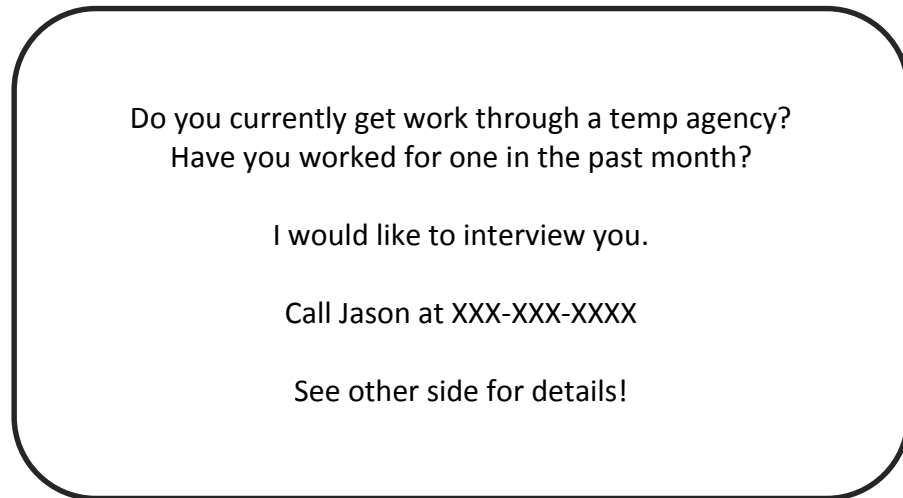 Do you currently get work through a temp agency?
Have you worked for one in the past month?
I would like to interview you.
Call Jason at XXX-XXX-XXXX
See other side for details!